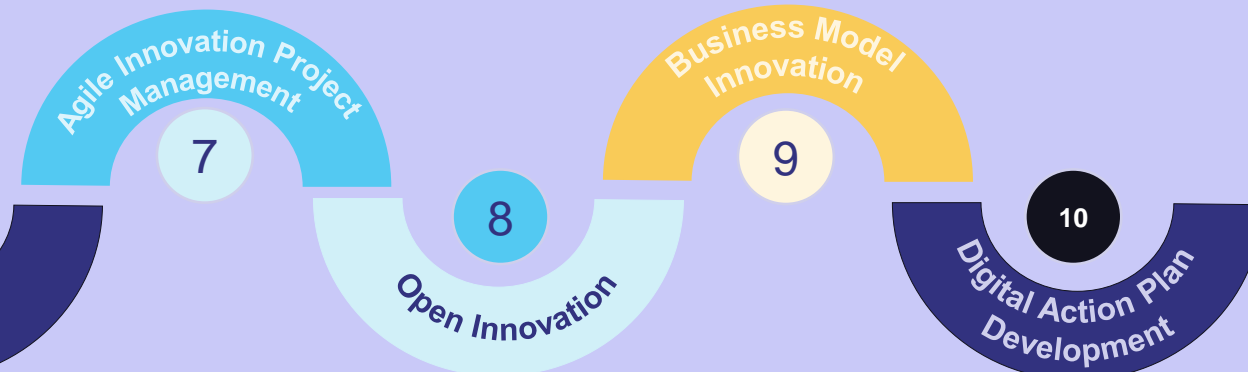 Agile Innovation Project
Management
7
8
Open Innovation
Business Model
Innovation
9
10
Digital Action Plan
Development